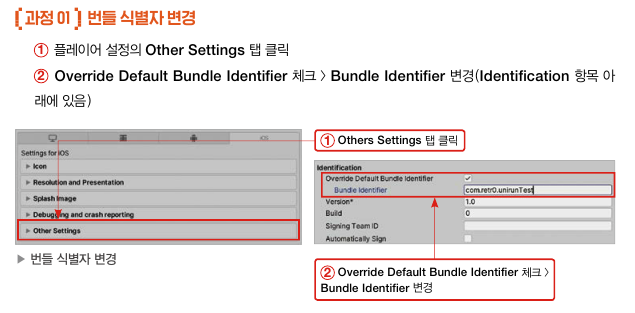 [과정 01] 번들 식별자 변경
① 플레이어 설정의 Other Settings 탭 클릭
② Override Default Bundle Identifier 체크 > Bundle Identifier 변경(Identification 항목 아
래에 있음)
iOS
Settings for iOS
▶ Icon
▶ Resolution and Presentation
▶ Splash Image
▶ Debugging and crash reporting
▶ Other Settings
▶ 번들 식별자 변경
① Others Settings 탭 클릭
Identification
Override Default Bundle Identifier ✓
Bundle Identifier com.retr0.unirunTest
Version* 1.0
Build 0
Signing Team ID
Automatically Sign
② Override Default Bundle Identifier 체크 >
Bundle Identifier 변경